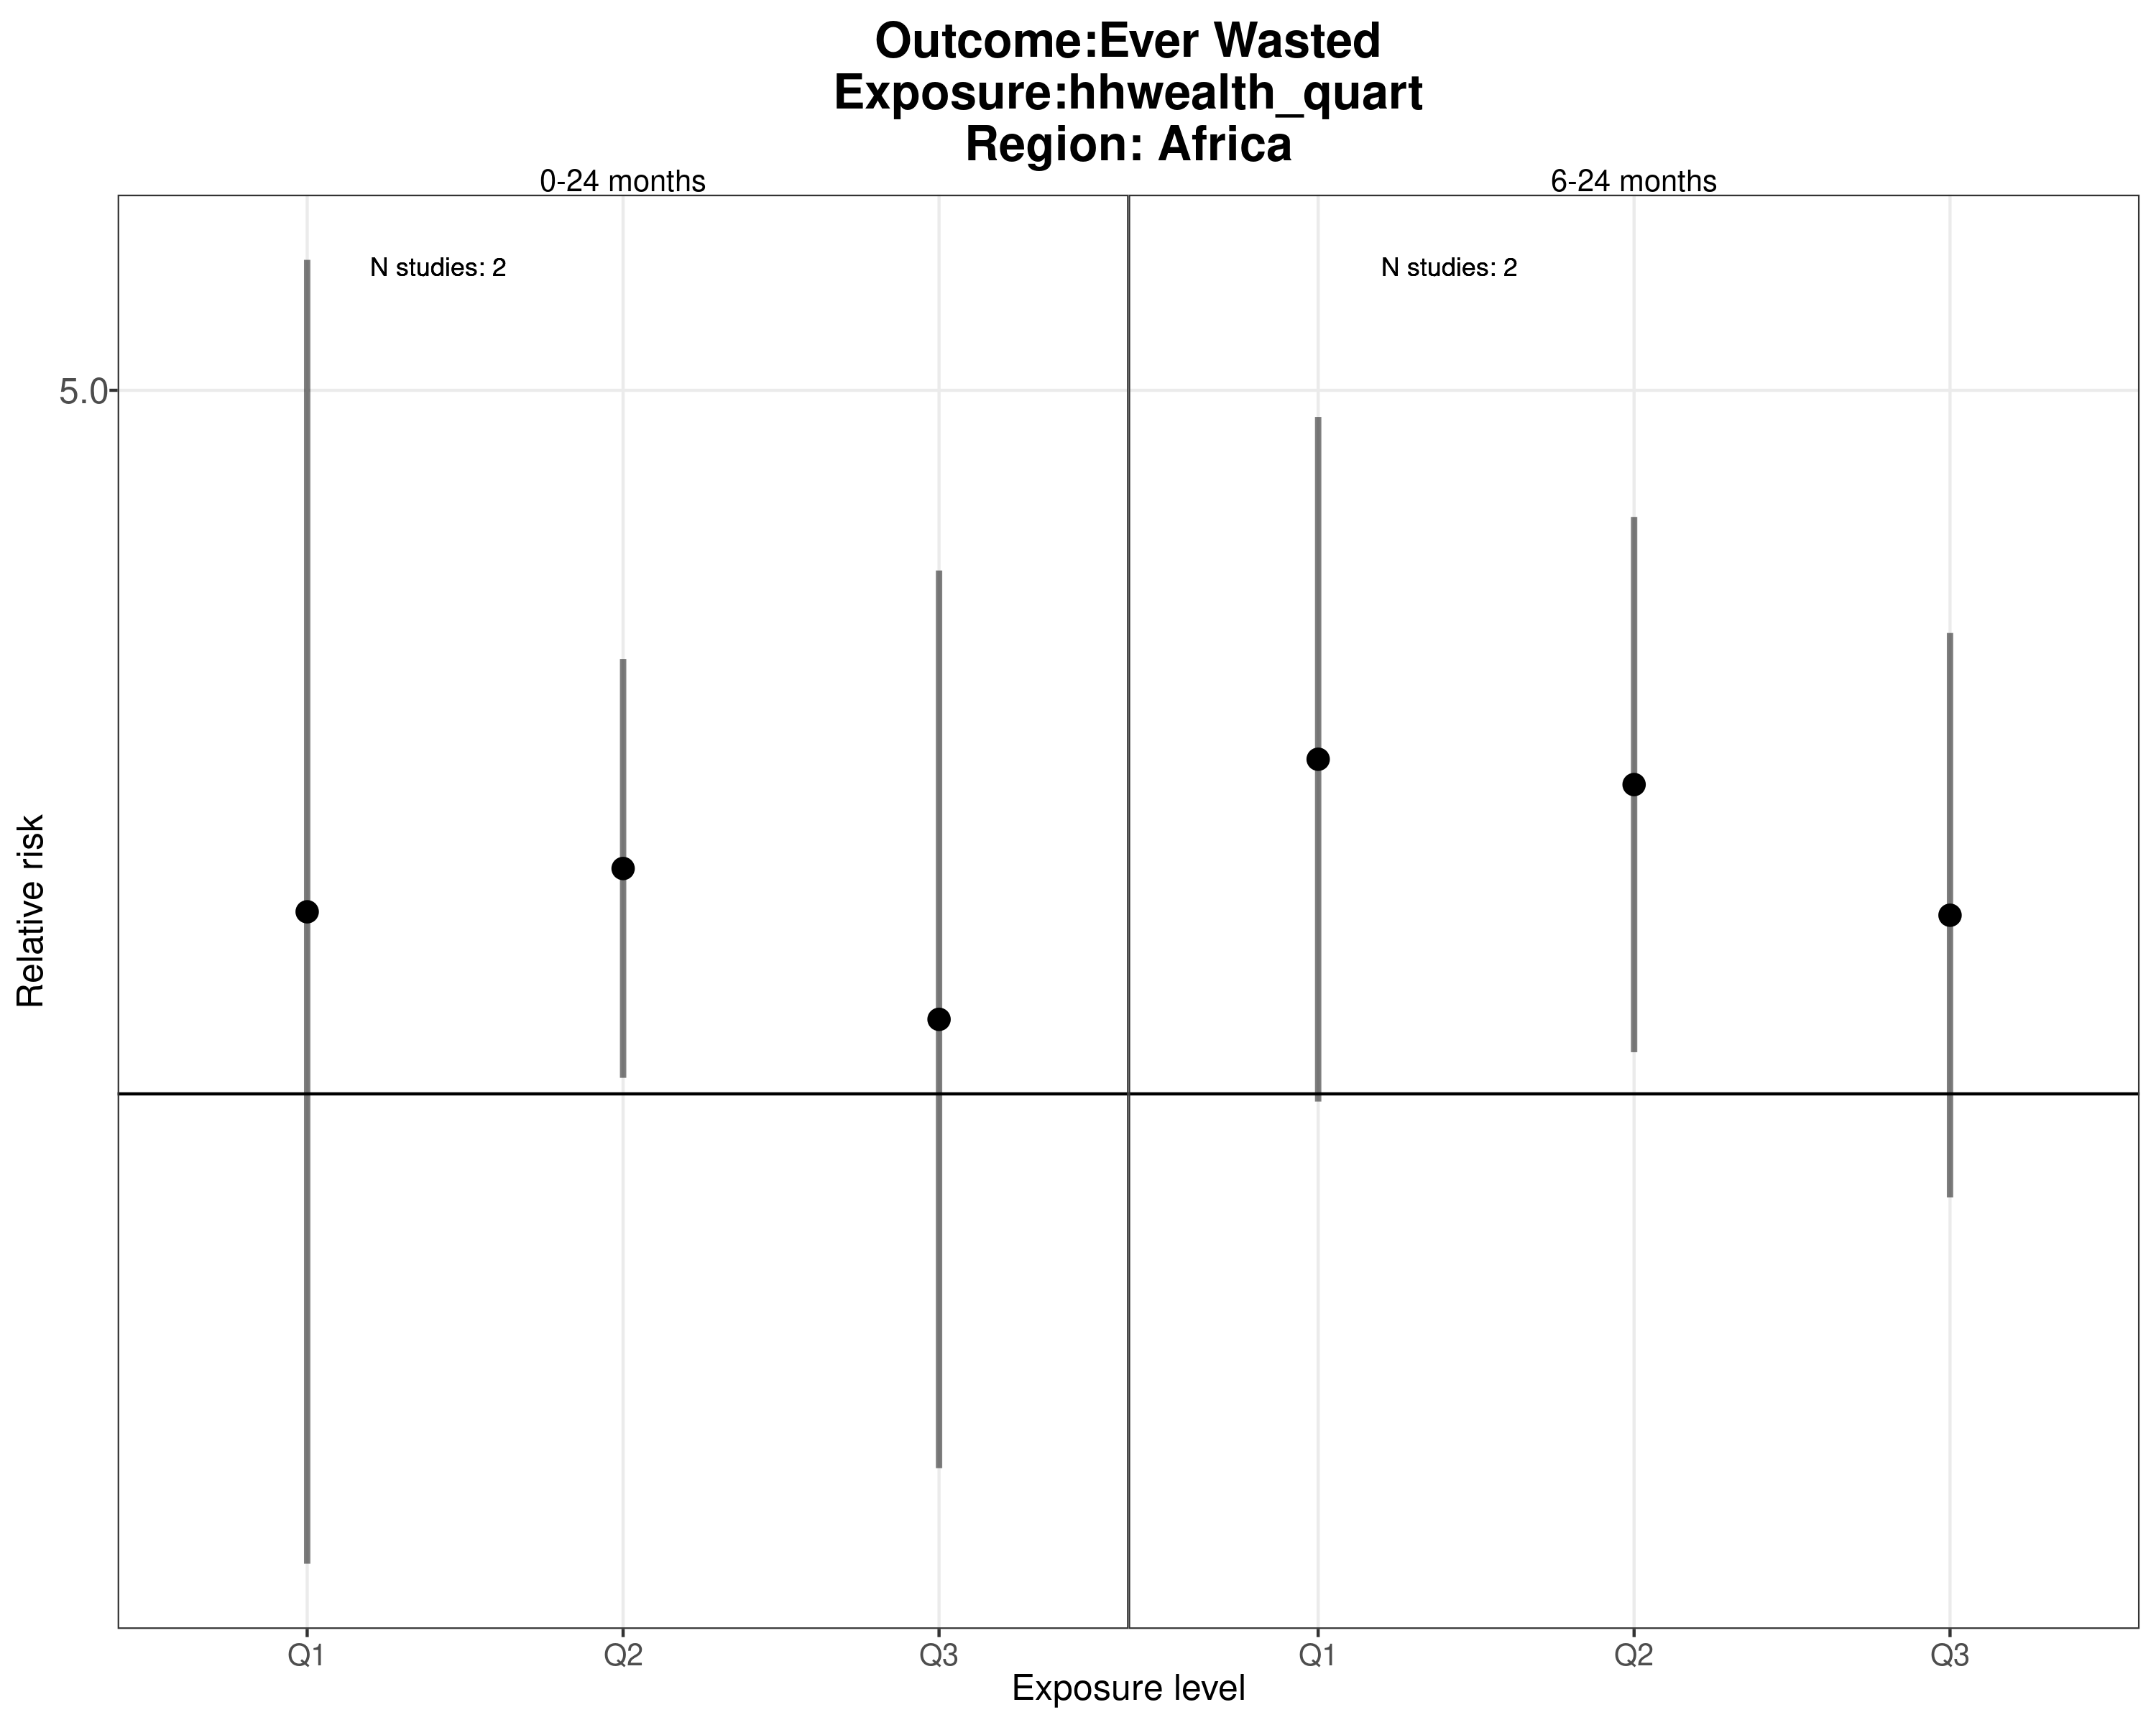 Outcome:Ever Wasted
Exposure:hhwealth_quart
Region: Africa
0-24 months
6-24 months
N studies: 2
N studies: 2
5.0
Relative risk
Q1
Q2
Q3
Q1
Q2
Q3
Exposure level